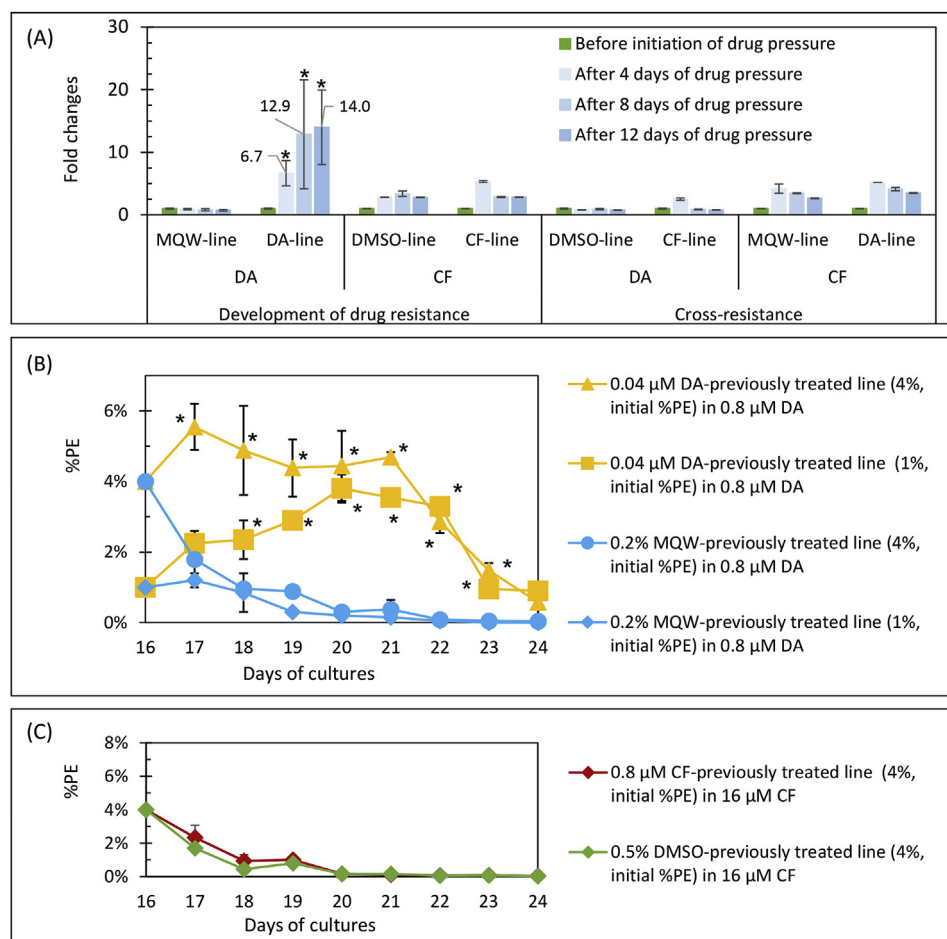 (A)
30
20
10
0
Fold changes
Before initiation of drug pressure
After 4 days of drug pressure
After 8 days of drug pressure
After 12 days of drug pressure
6.7
*
12.9
*
*
14.0
MQW-line DA-line DMSO-line CF-line DMSO-line CF-line MQW-line DA-line
DA CF DA CF
Development of drug resistance Cross-resistance
(B)
%PE
6%
4%
2%
0%
* * * * * * *
* * * * * *
16 17 18 19 20 21 22 23 24
Days of cultures
0.04 µM DA-previously treated line (4%,
initial %PE) in 0.8 µM DA
0.04 µM DA-previously treated line (1%,
initial %PE) in 0.8 µM DA
0.2% MQW-previously treated line (4%,
initial %PE) in 0.8 µM DA
0.2% MQW-previously treated line (1%,
initial %PE) in 0.8 µM DA
(C)
%PE
8%
6%
4%
2%
0%
16 17 18 19 20 21 22 23 24
Days of cultures
0.8 µM CF-previously treated line (4%,
initial %PE) in 16 µM CF
0.5% DMSO-previously treated line (4%,
initial %PE) in 16 µM CF